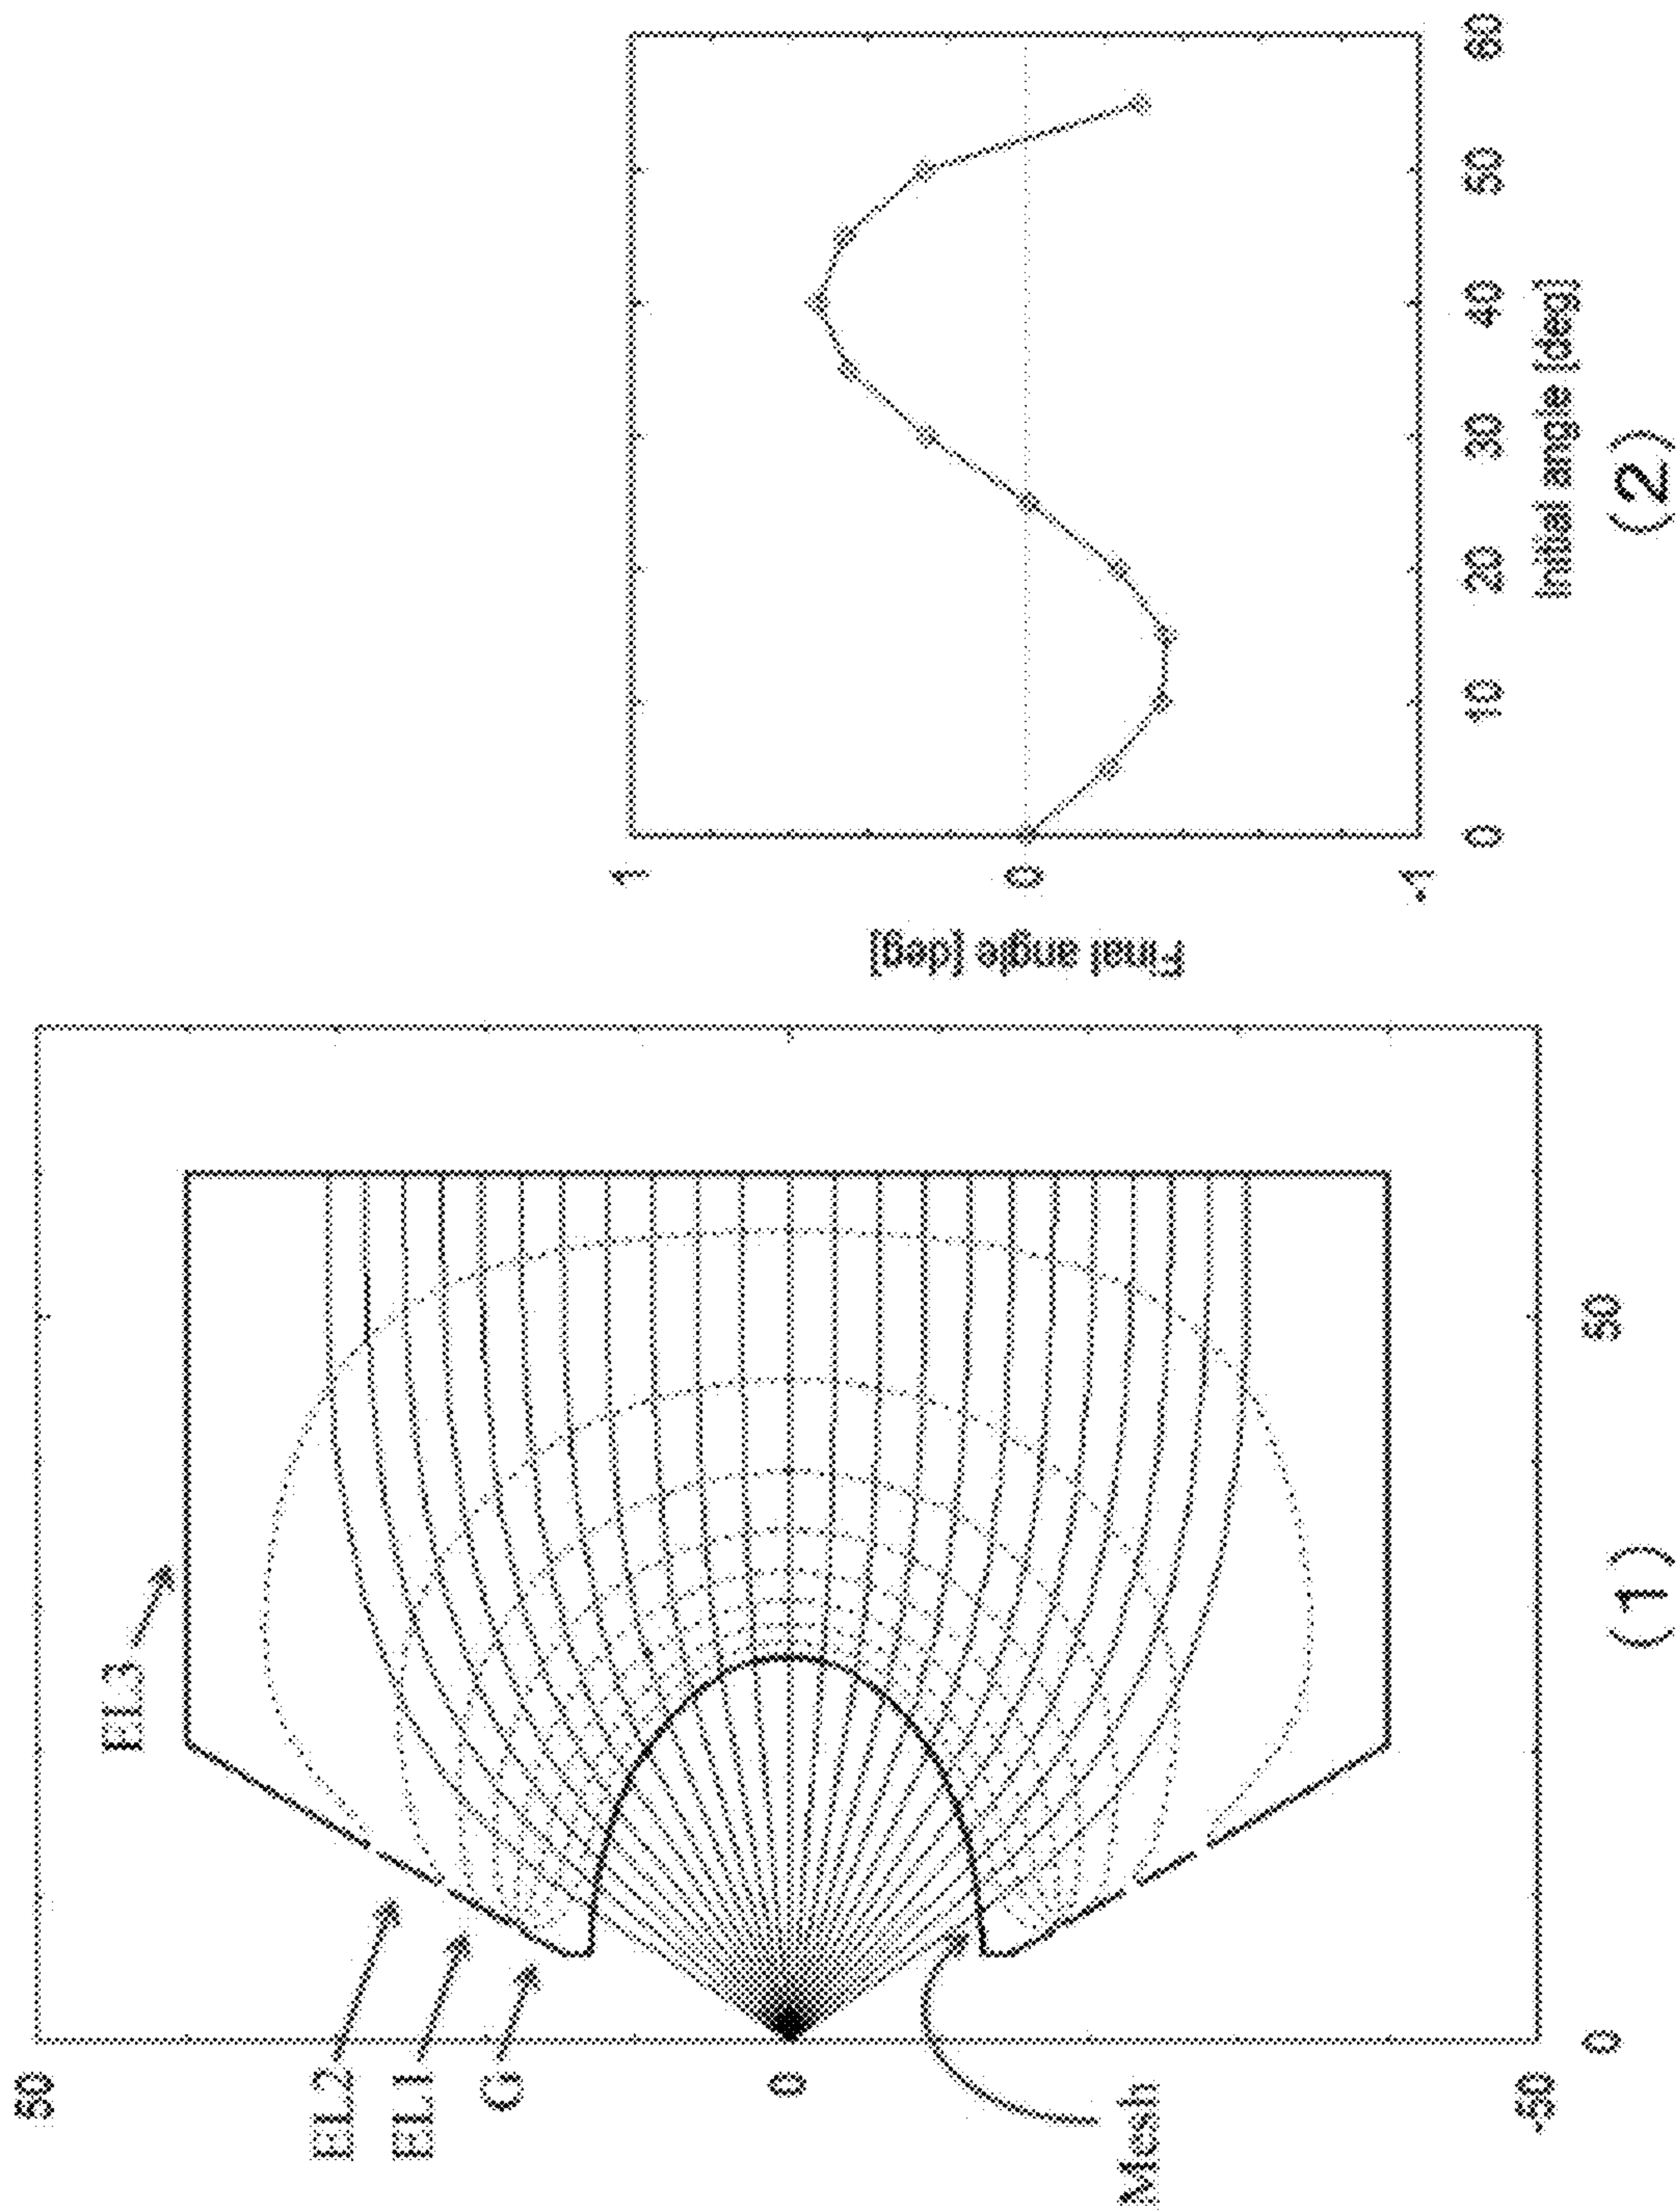 50
0
-50
EL3
EL2
EL1
G
Mesh
0
50
(1)
Final angle [deg]
1
0
-1
0
10
20
30
40
50
60
Initial angle [deg]
(2)